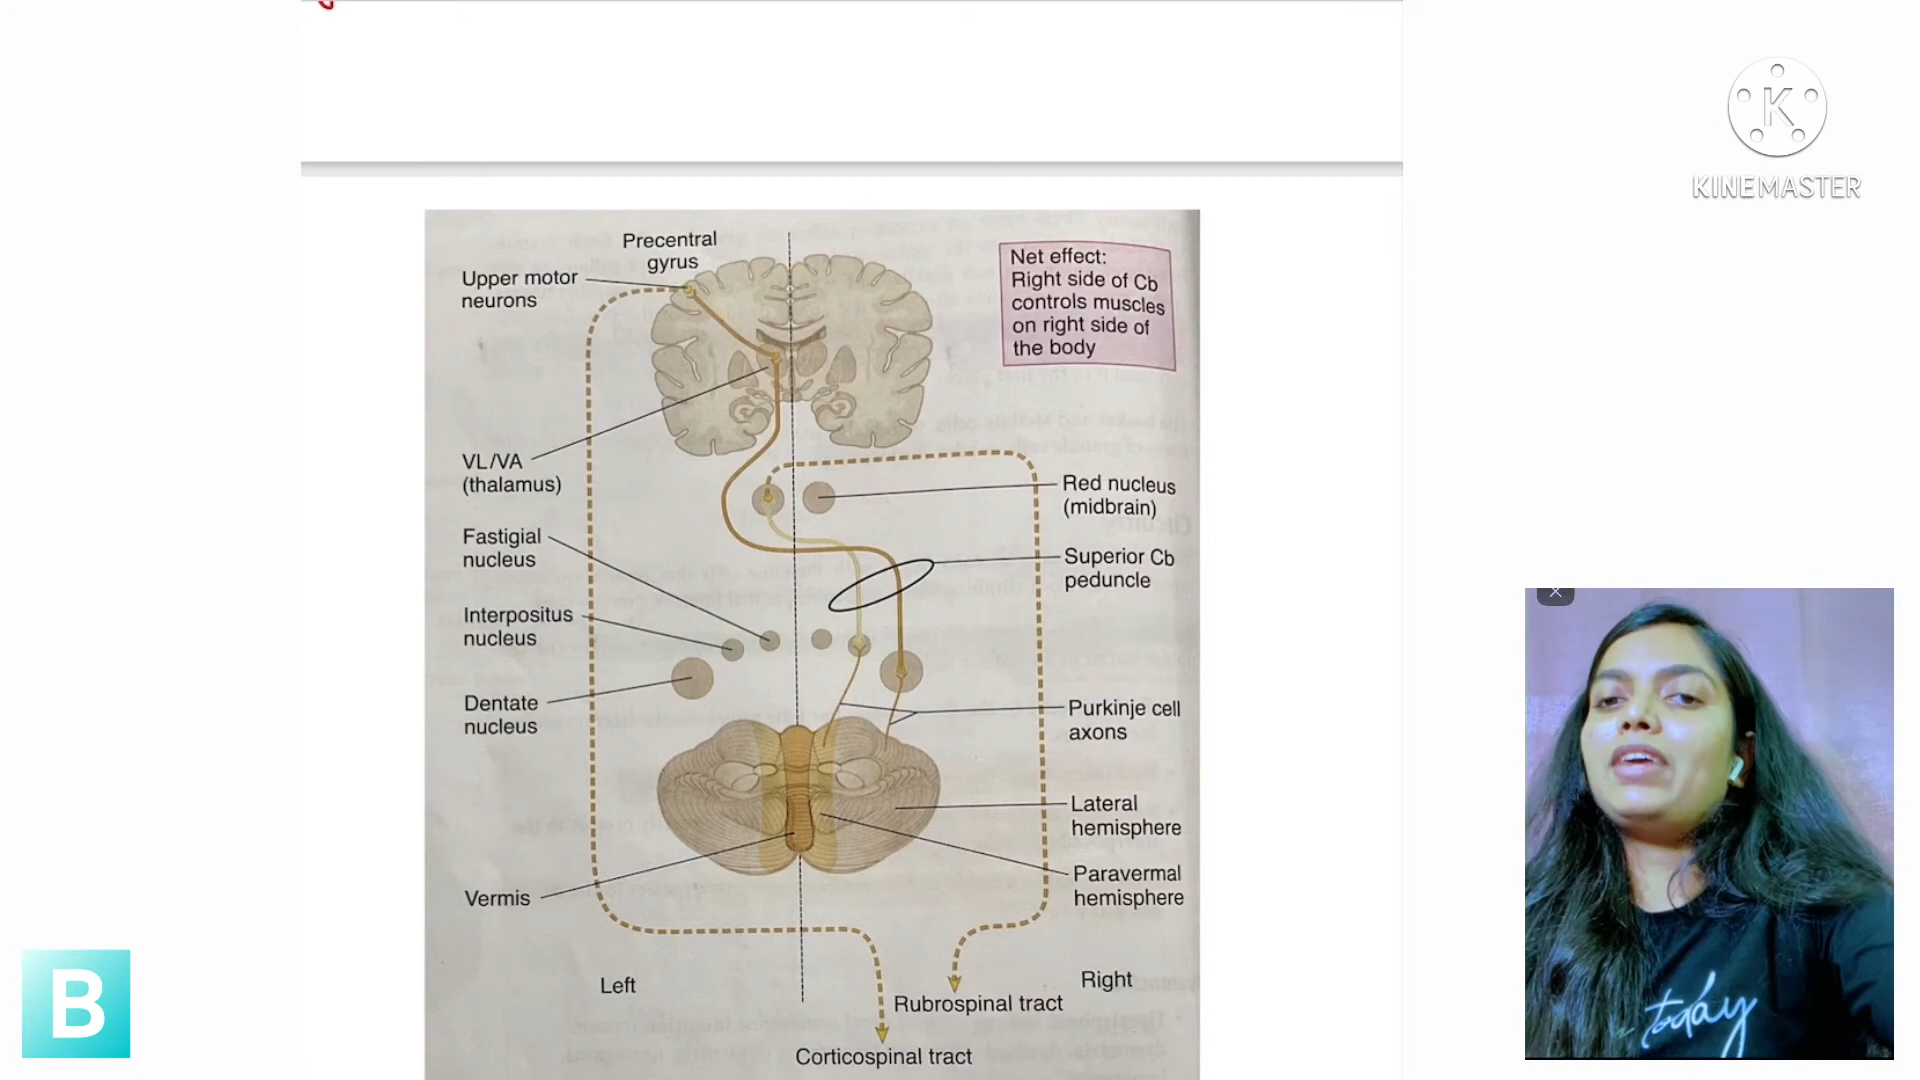 KINEMASTER
Precentral
gyrus
Upper motor
neurons
Net effect:
Right side of Cb
controls muscles
on right side of
the body
VL/VA
(thalamus)
Red nucleus
(midbrain)
Fastigial
nucleus
Superior Cb
peduncle
Interpositus
nucleus
Dentate
nucleus
Purkinje cell
axons
Lateral
hemisphere
Paravermal
hemisphere
Vermis
Left
Right
Rubrospinal tract
Corticospinal tract
B
today